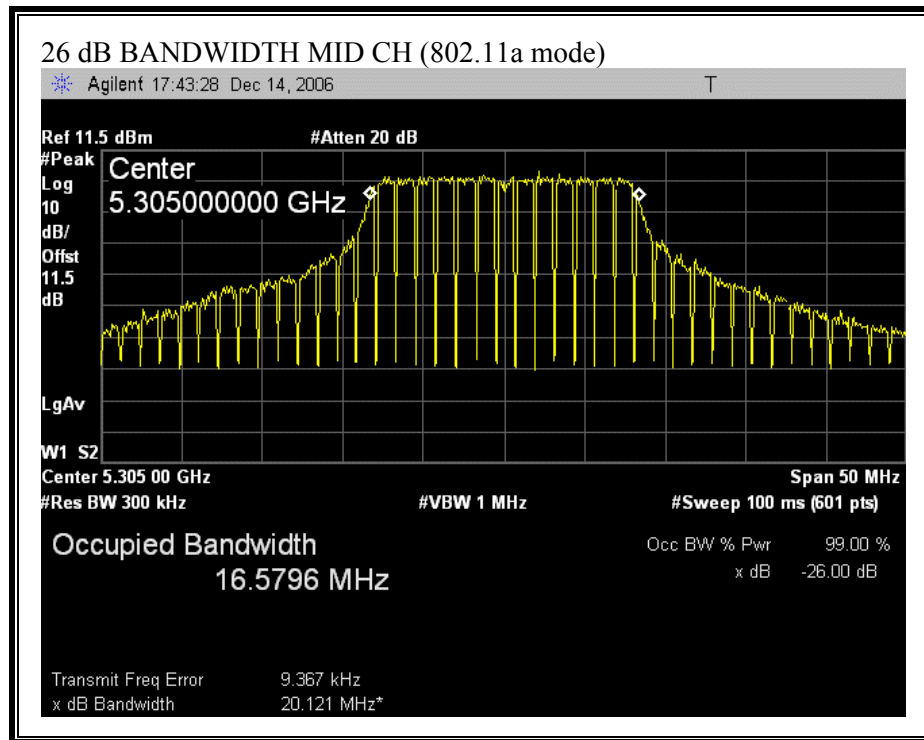 26 dB BANDWIDTH MID CH (802.11a mode)
Agilent 17:43:28 Dec 14, 2006 T
Ref 11.5 dBm #Atten 20 dB
#Peak
Log
10
dB/
Offst
11.5
dB
Center
5.305000000 GHz
LgAv
W1 S2
Center 5.305 00 GHz Span 50 MHz
#Res BW 300 kHz #VBW 1 MHz #Sweep 100 ms (601 pts)
Occupied Bandwidth Occ BW % Pwr 99.00 %
16.5796 MHz x dB -26.00 dB
Transmit Freq Error 9.367 kHz
x dB Bandwidth 20.121 MHz*